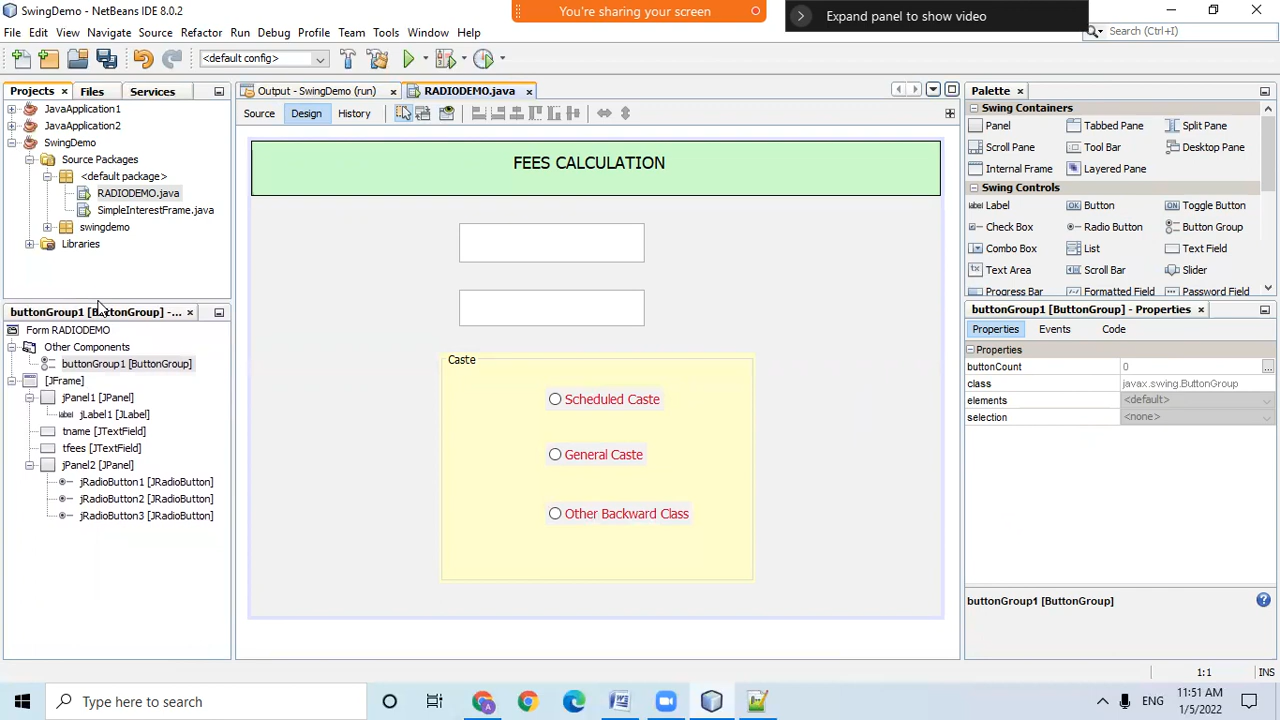 SwingDemo - NetBeans IDE 8.0.2
You're sharing your screen
Expand panel to show video
File Edit View Navigate Source Refactor Run Debug Profile Team Tools Window Help
Search (Ctrl+I)
<default config>
Projects Files Services
Output - SwingDemo (run) RADIODEMO.java
Palette
JavaApplication1
JavaApplication2
SwingDemo
Source Packages
<default package>
RADIODEMO.java
SimpleInterestFrame.java
swingdemo
Libraries
Source Design History
Swing Containers
Panel Tabbed Pane Split Pane
Scroll Pane Tool Bar Desktop Pane
Internal Frame Layered Pane
Swing Controls
label Label OK Button ON Toggle Button
Check Box Radio Button Button Group
Combo Box List Text Field
Text Area Scroll Bar Slider
Progress Bar Formatted Field Password Field
buttonGroup1 [ButtonGroup] -...
Form RADIODEMO
Other Components
buttonGroup1 [ButtonGroup]
[JFrame]
jPanel1 [JPanel]
label jLabel1 [JLabel]
tname [JTextField]
tfees [JTextField]
jPanel2 [JPanel]
jRadioButton1 [JRadioButton]
jRadioButton2 [JRadioButton]
jRadioButton3 [JRadioButton]
FEES CALCULATION
Caste
Scheduled Caste
General Caste
Other Backward Class
buttonGroup1 [ButtonGroup] - Properties
Properties Events Code
Properties
buttonCount 0 ...
class javax.swing.ButtonGroup
elements <default>
selection <none>
buttonGroup1 [ButtonGroup]
1:1 INS
Type here to search
ENG
11:51 AM
1/5/2022